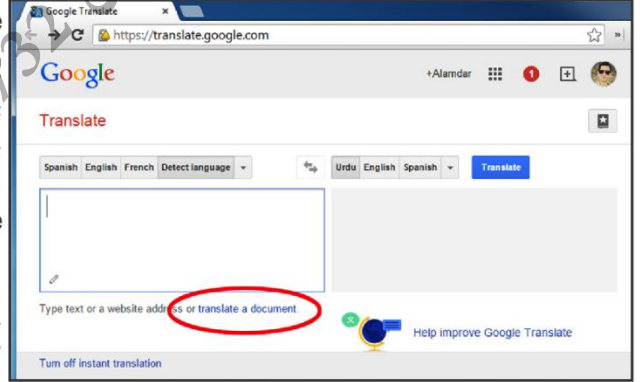 Google Translate
https://translate.google.com
Google +Alamdar 1
Translate
Spanish English French Detect language Urdu English Spanish Translate
Type text or a website address or translate a document.
Help improve Google Translate
Turn off instant translation